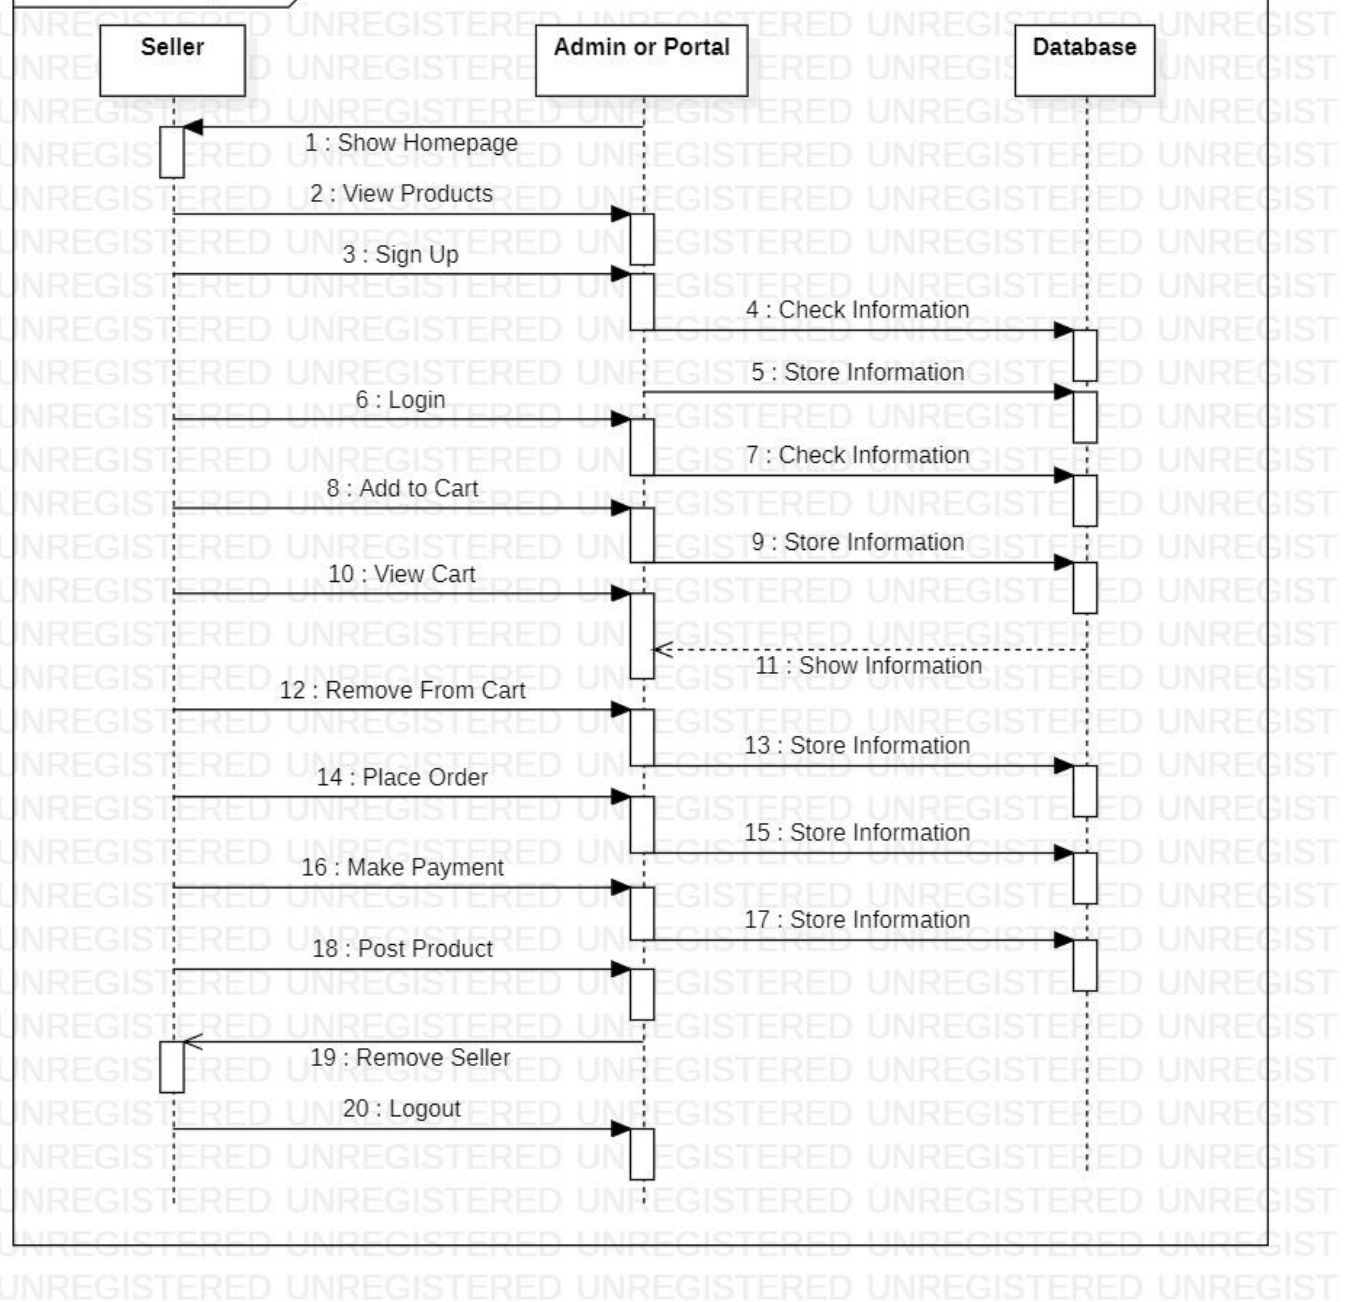 Seller
Admin or Portal
Database
1 : Show Homepage
2 : View Products
3 : Sign Up
4 : Check Information
5 : Store Information
6 : Login
7 : Check Information
8 : Add to Cart
9 : Store Information
10 : View Cart
11 : Show Information
12 : Remove From Cart
13 : Store Information
14 : Place Order
15 : Store Information
16 : Make Payment
17 : Store Information
18 : Post Product
19 : Remove Seller
20 : Logout
UNREGISTERED